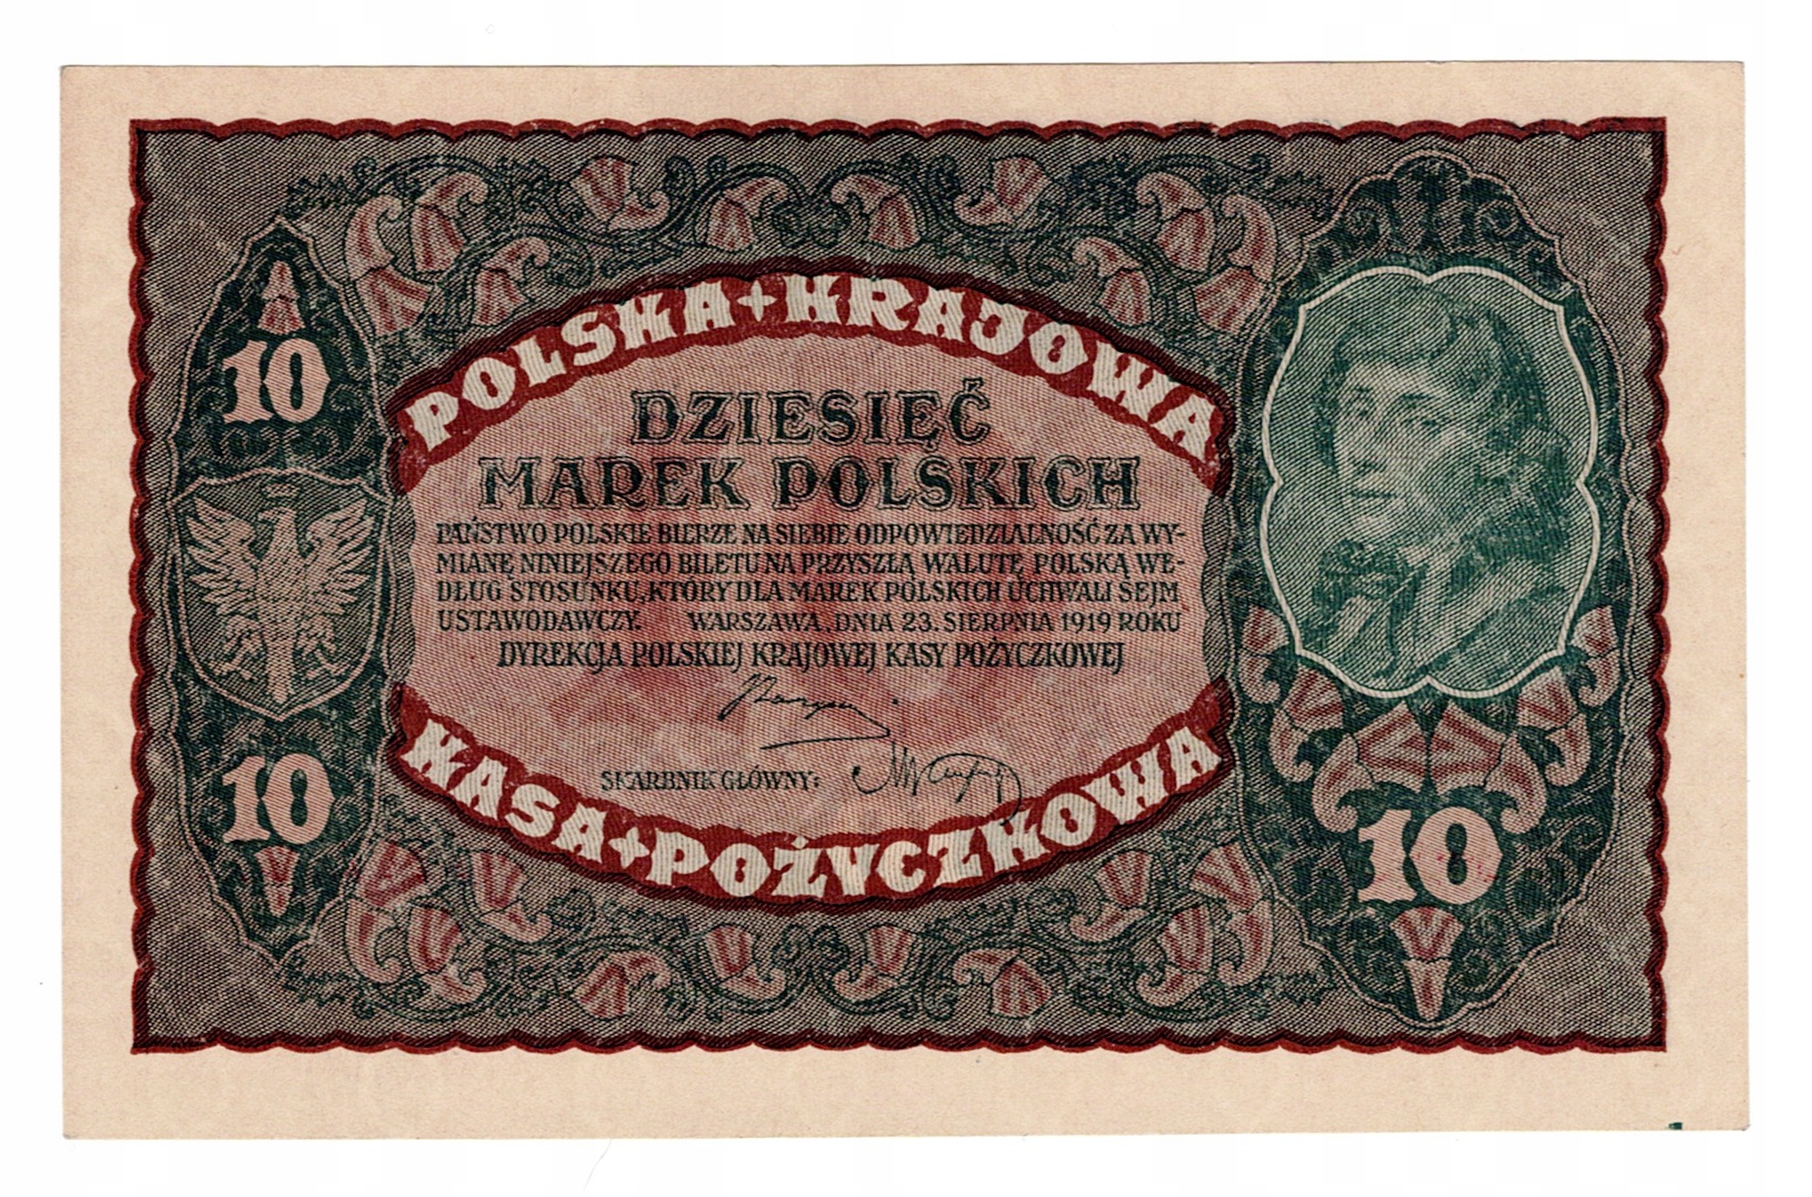 POLSKA + KRAJOWA
10
DZIESIĘĆ
MAREK POLSKICH
PAŃSTWO POLSKIE BIERZE NA SIEBIE ODPOWIEDZIALNOŚĆ ZA WY-
MIANĘ NINIEJSZEGO BILETU NA PRZYSZŁĄ WALUTĘ POLSKĄ WE-
DŁUG STOSUNKU, KTÓRY DLA MAREK POLSKICH UCHWALI SEJM
USTAWODAWCZY. WARSZAWA, DNIA 23. SIERPNIA 1919 ROKU
DYREKCJA POLSKIEJ KRAJOWEJ KASY POŻYCZKOWEJ
SKARBNIK GŁÓWNY:
10
KASA + POŻYCZKOWA
10